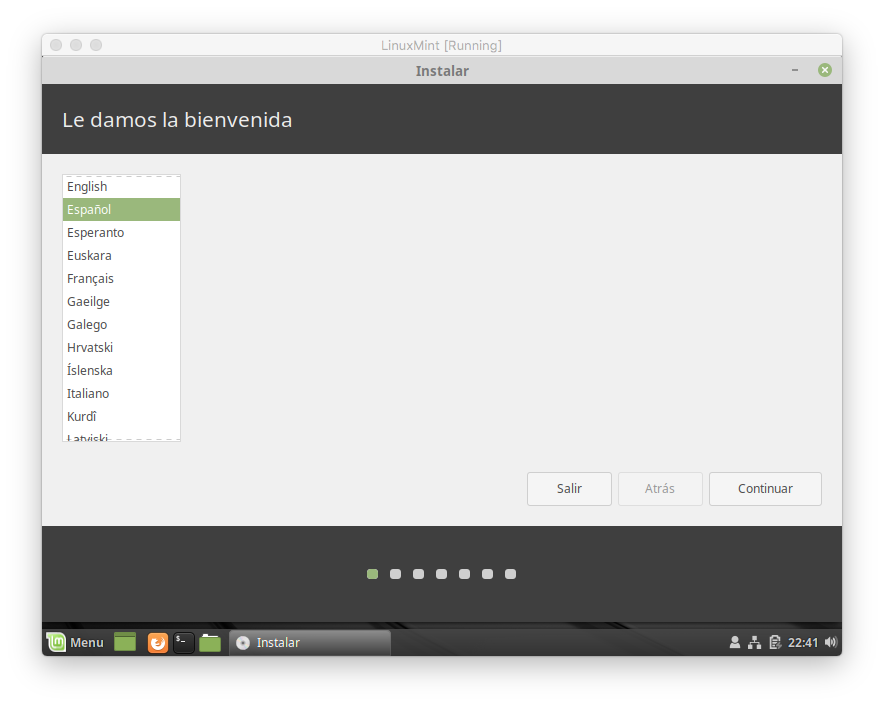 LinuxMint [Running]
Instalar
Le damos la bienvenida
English
Español
Esperanto
Euskara
Français
Gaeilge
Galego
Hrvatski
Íslenska
Italiano
Kurdî
Latviski
Salir Atrás Continuar
Menu Instalar 22:41